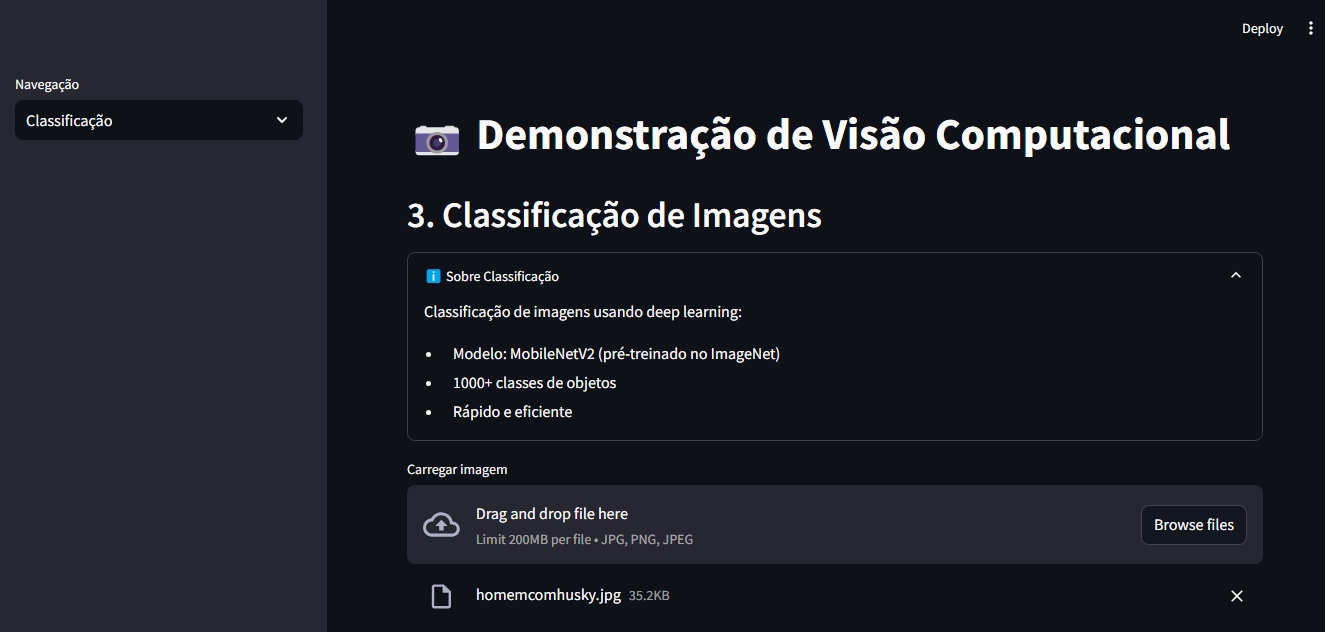 Deploy
Navegação
Classificação
Demonstração de Visão Computacional
3. Classificação de Imagens
Sobre Classificação
Classificação de imagens usando deep learning:
• Modelo: MobileNetV2 (pré-treinado no ImageNet)
• 1000+ classes de objetos
• Rápido e eficiente
Carregar imagem
Drag and drop file here
Limit 200MB per file • JPG, PNG, JPEG
Browse files
homemcomhusky.jpg 35.2KB